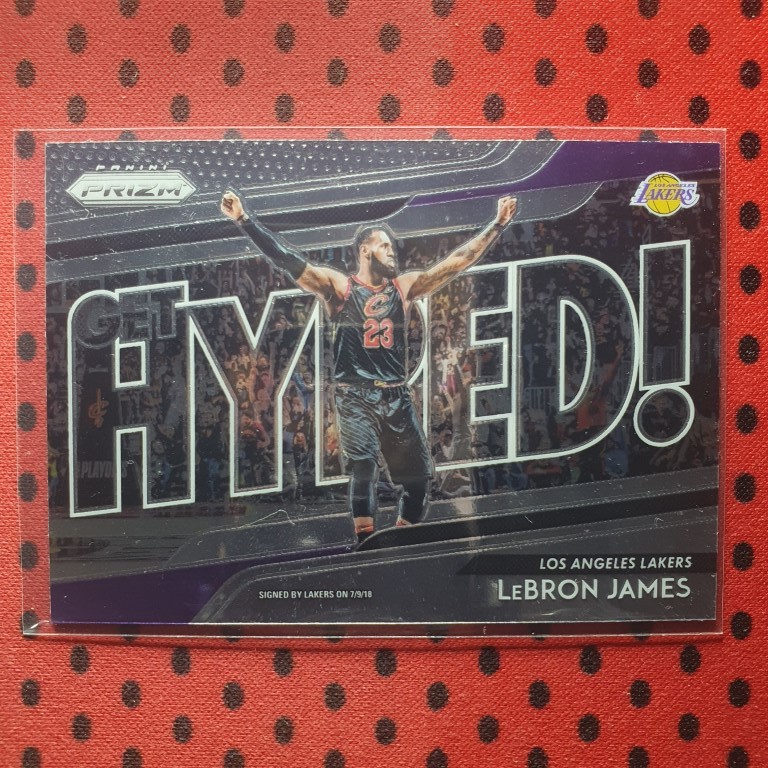 PANINI
PRIZM
LOS ANGELES
LAKERS
GET
HYPED!
C
23
PLAYOFFS
LOS ANGELES LAKERS
LeBRON JAMES
SIGNED BY LAKERS ON 7/9/18